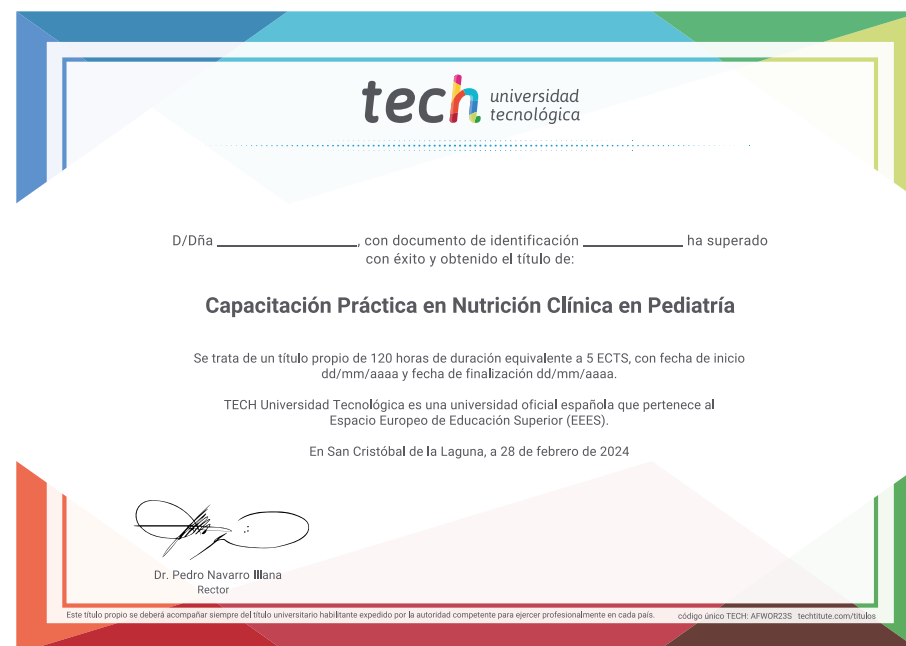 tech universidad
tecnológica
D/Dña ____________________, con documento de identificación ______________ ha superado
con éxito y obtenido el título de:
Capacitación Práctica en Nutrición Clínica en Pediatría
Se trata de un título propio de 120 horas de duración equivalente a 5 ECTS, con fecha de inicio
dd/mm/aaaa y fecha de finalización dd/mm/aaaa.
TECH Universidad Tecnológica es una universidad oficial española que pertenece al
Espacio Europeo de Educación Superior (EEES).
En San Cristóbal de la Laguna, a 28 de febrero de 2024
Dr. Pedro Navarro Illana
Rector
Este título propio se deberá acompañar siempre del título universitario habilitante expedido por la autoridad competente para ejercer profesionalmente en cada país. código único TECH: AFWOR23S techtitute.com/titulos